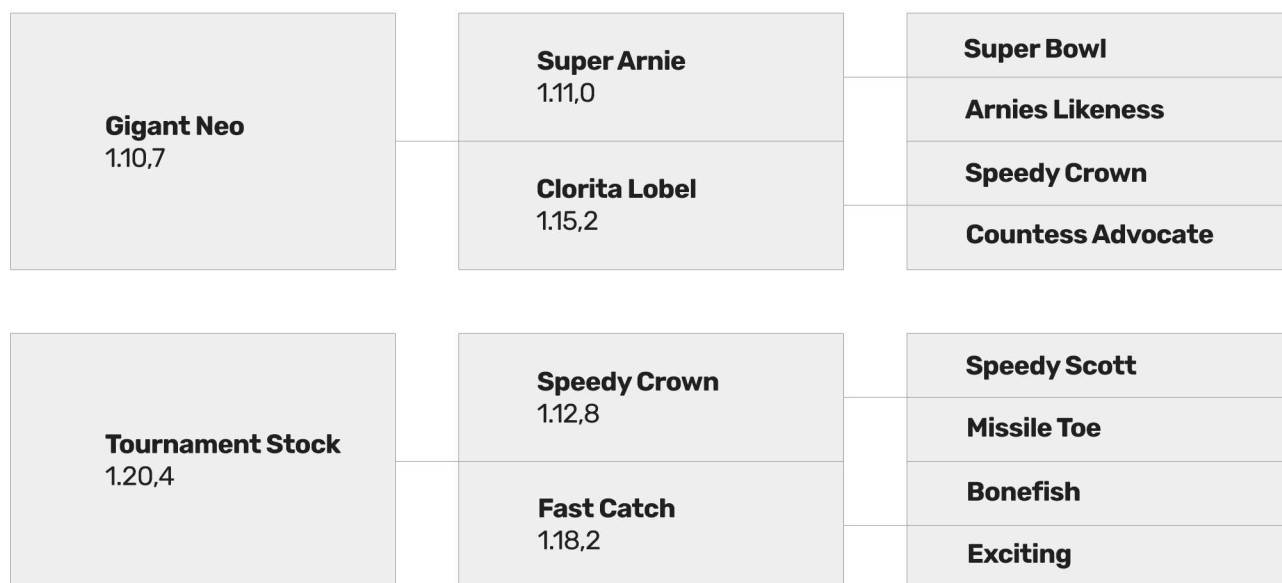 Gigant Neo
1.10,7
Super Arnie
1.11,0
Clorita Lobel
1.15,2
Super Bowl
Arnies Likeness
Speedy Crown
Countess Advocate
Tournament Stock
1.20,4
Speedy Crown
1.12,8
Fast Catch
1.18,2
Speedy Scott
Missile Toe
Bonefish
Exciting